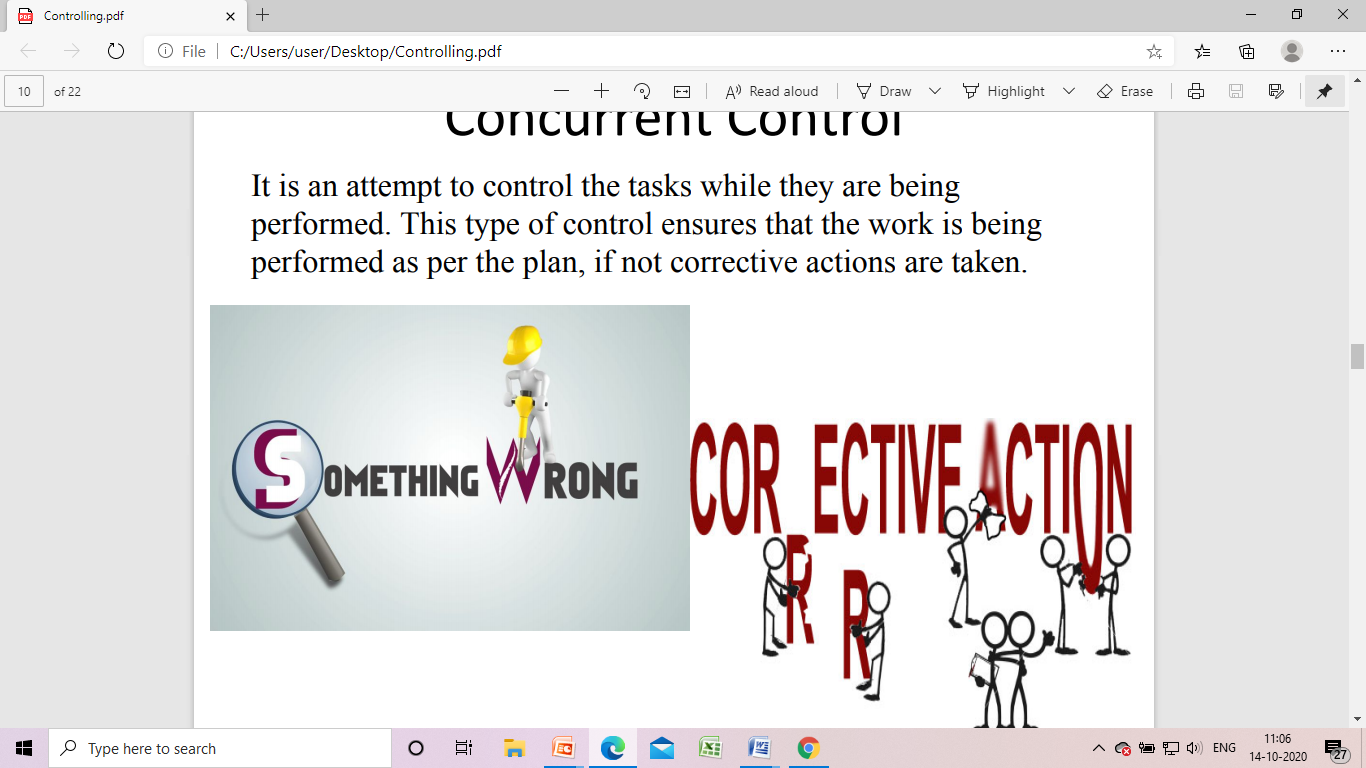 Controlling.pdf
File C:/Users/user/Desktop/Controlling.pdf
10 of 22 Read aloud Draw Highlight Erase
Concurrent Control
It is an attempt to control the tasks while they are being
performed. This type of control ensures that the work is being
performed as per the plan, if not corrective actions are taken.
SOMETHING WRONG
CORRECTIVE ACTION
Type here to search
ENG
11:06
14-10-2020
27